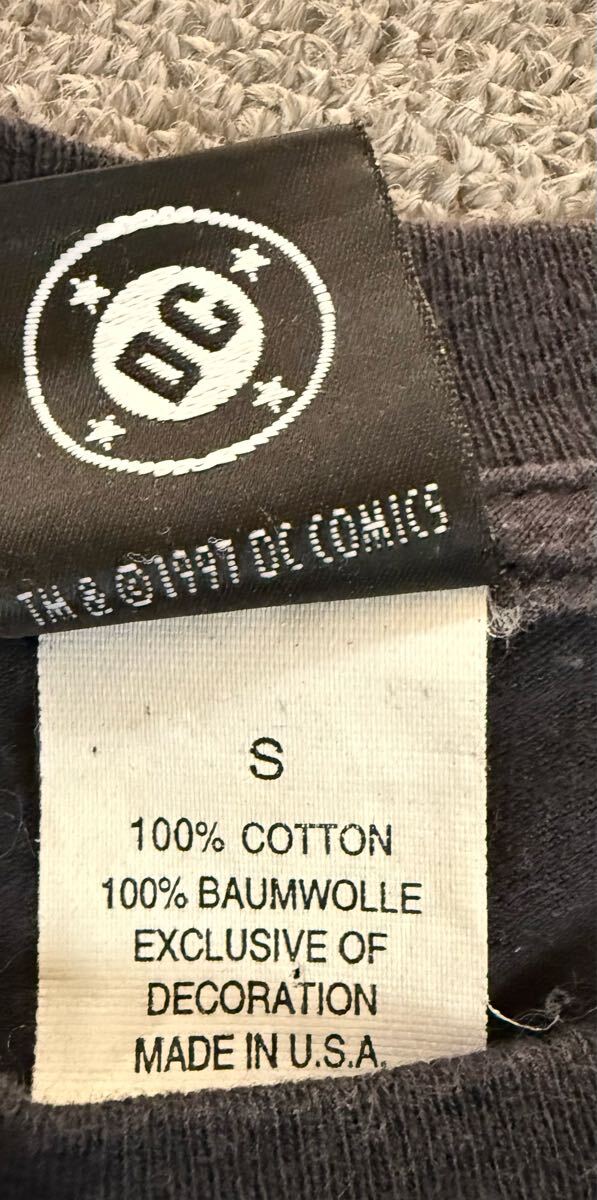 DC
TM & ©1997 DC COMICS
S
100% COTTON
100% BAUMWOLLE
EXCLUSIVE OF
DECORATION
MADE IN U.S.A.